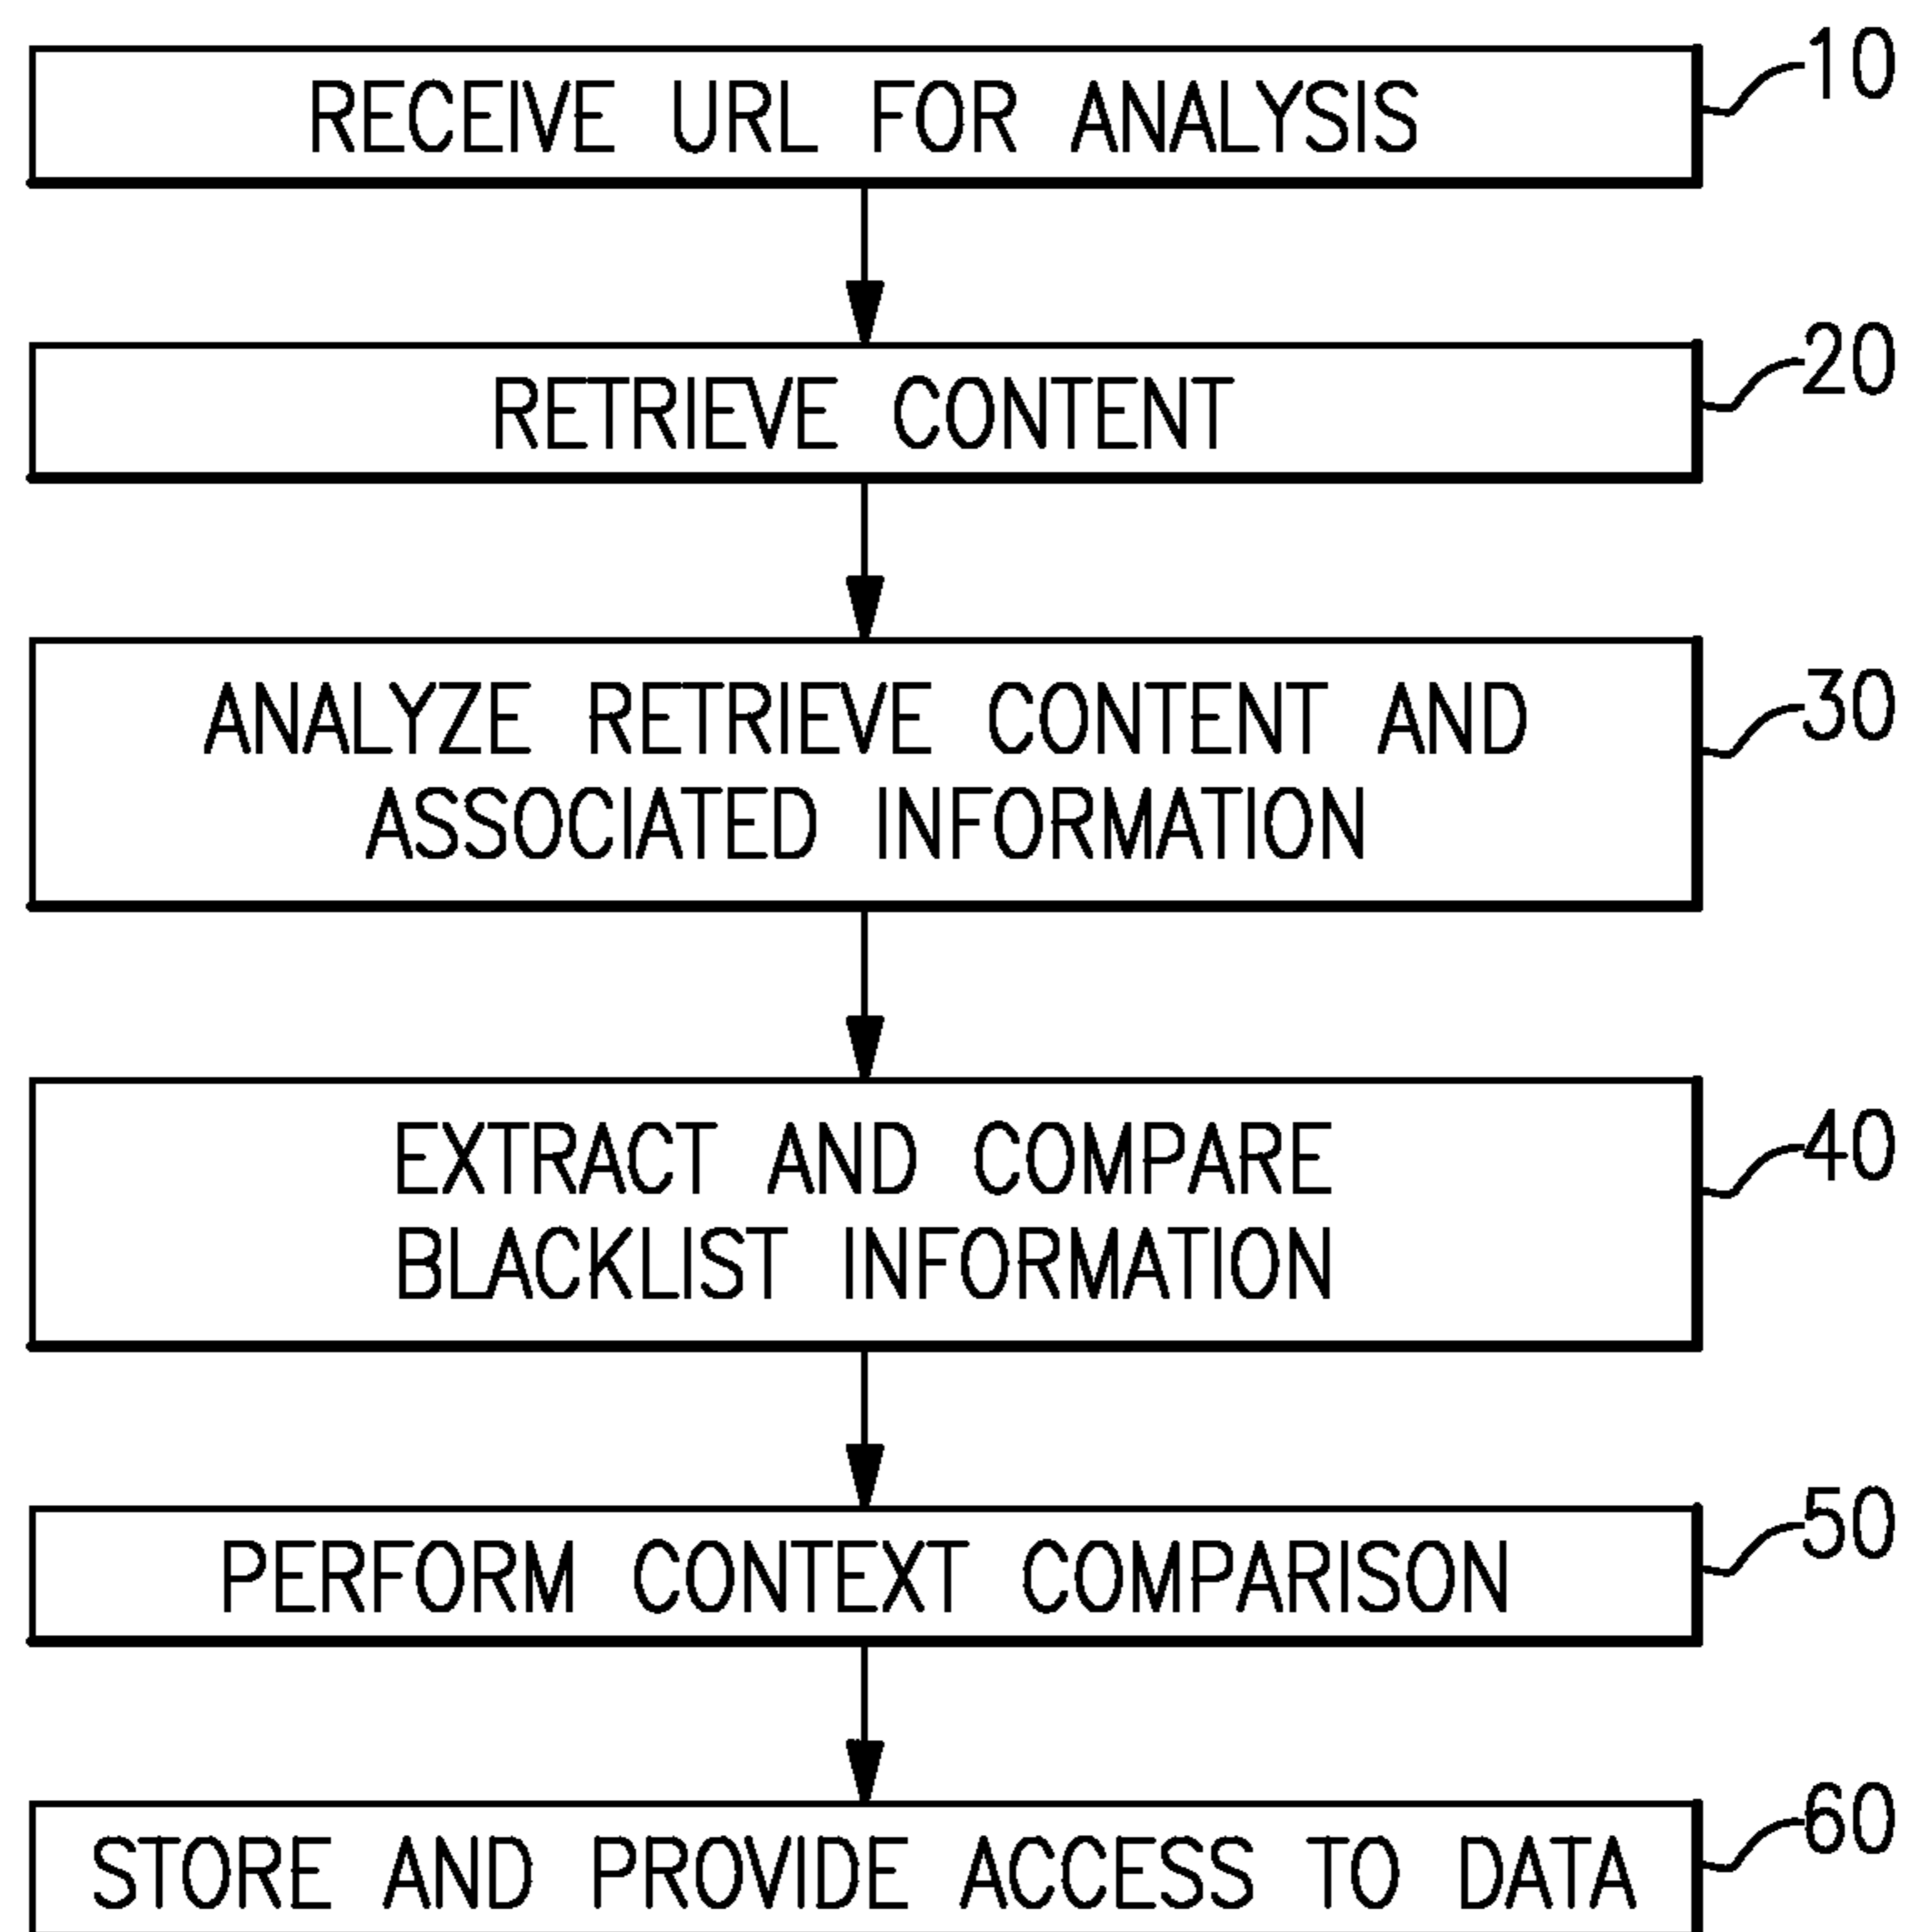 RECEIVE URL FOR ANALYSIS
10
RETRIEVE CONTENT
20
ANALYZE RETRIEVE CONTENT AND
ASSOCIATED INFORMATION
30
EXTRACT AND COMPARE
BLACKLIST INFORMATION
40
PERFORM CONTEXT COMPARISON
50
STORE AND PROVIDE ACCESS TO DATA
60